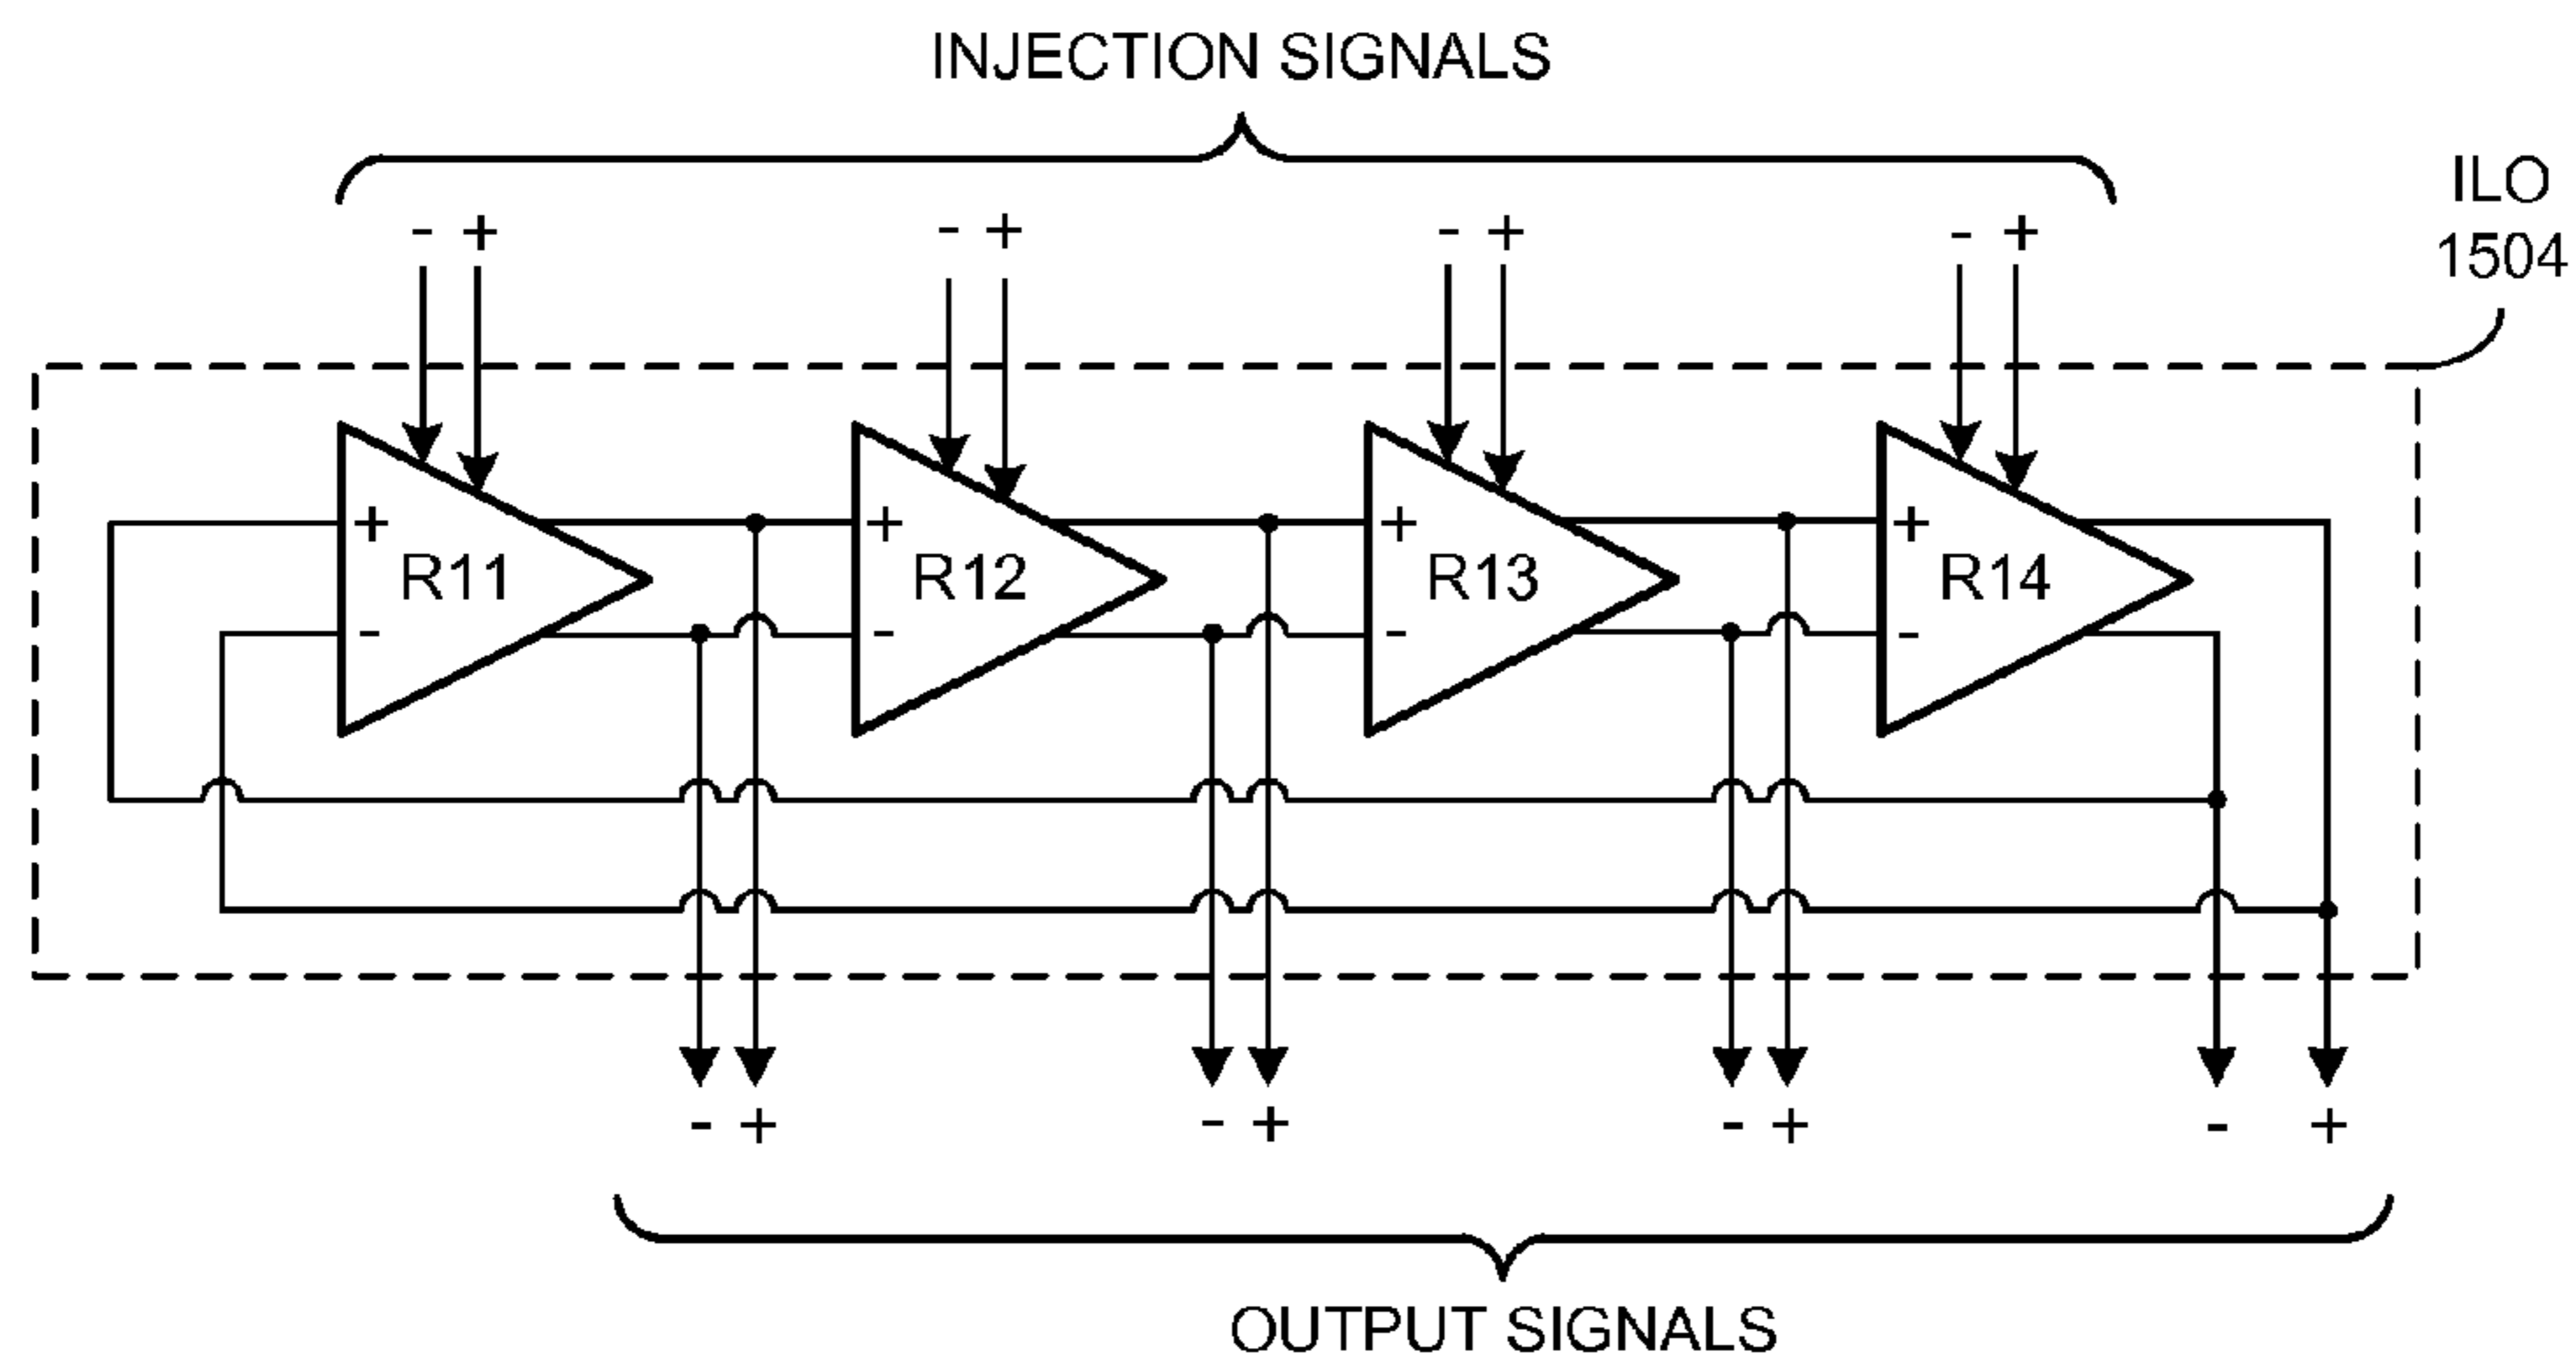 INJECTION SIGNALS
ILO
1504
- + - + - + - +
+ + + +
R11 R12 R13 R14
- - - -
- + - + - + - +
OUTPUT SIGNALS